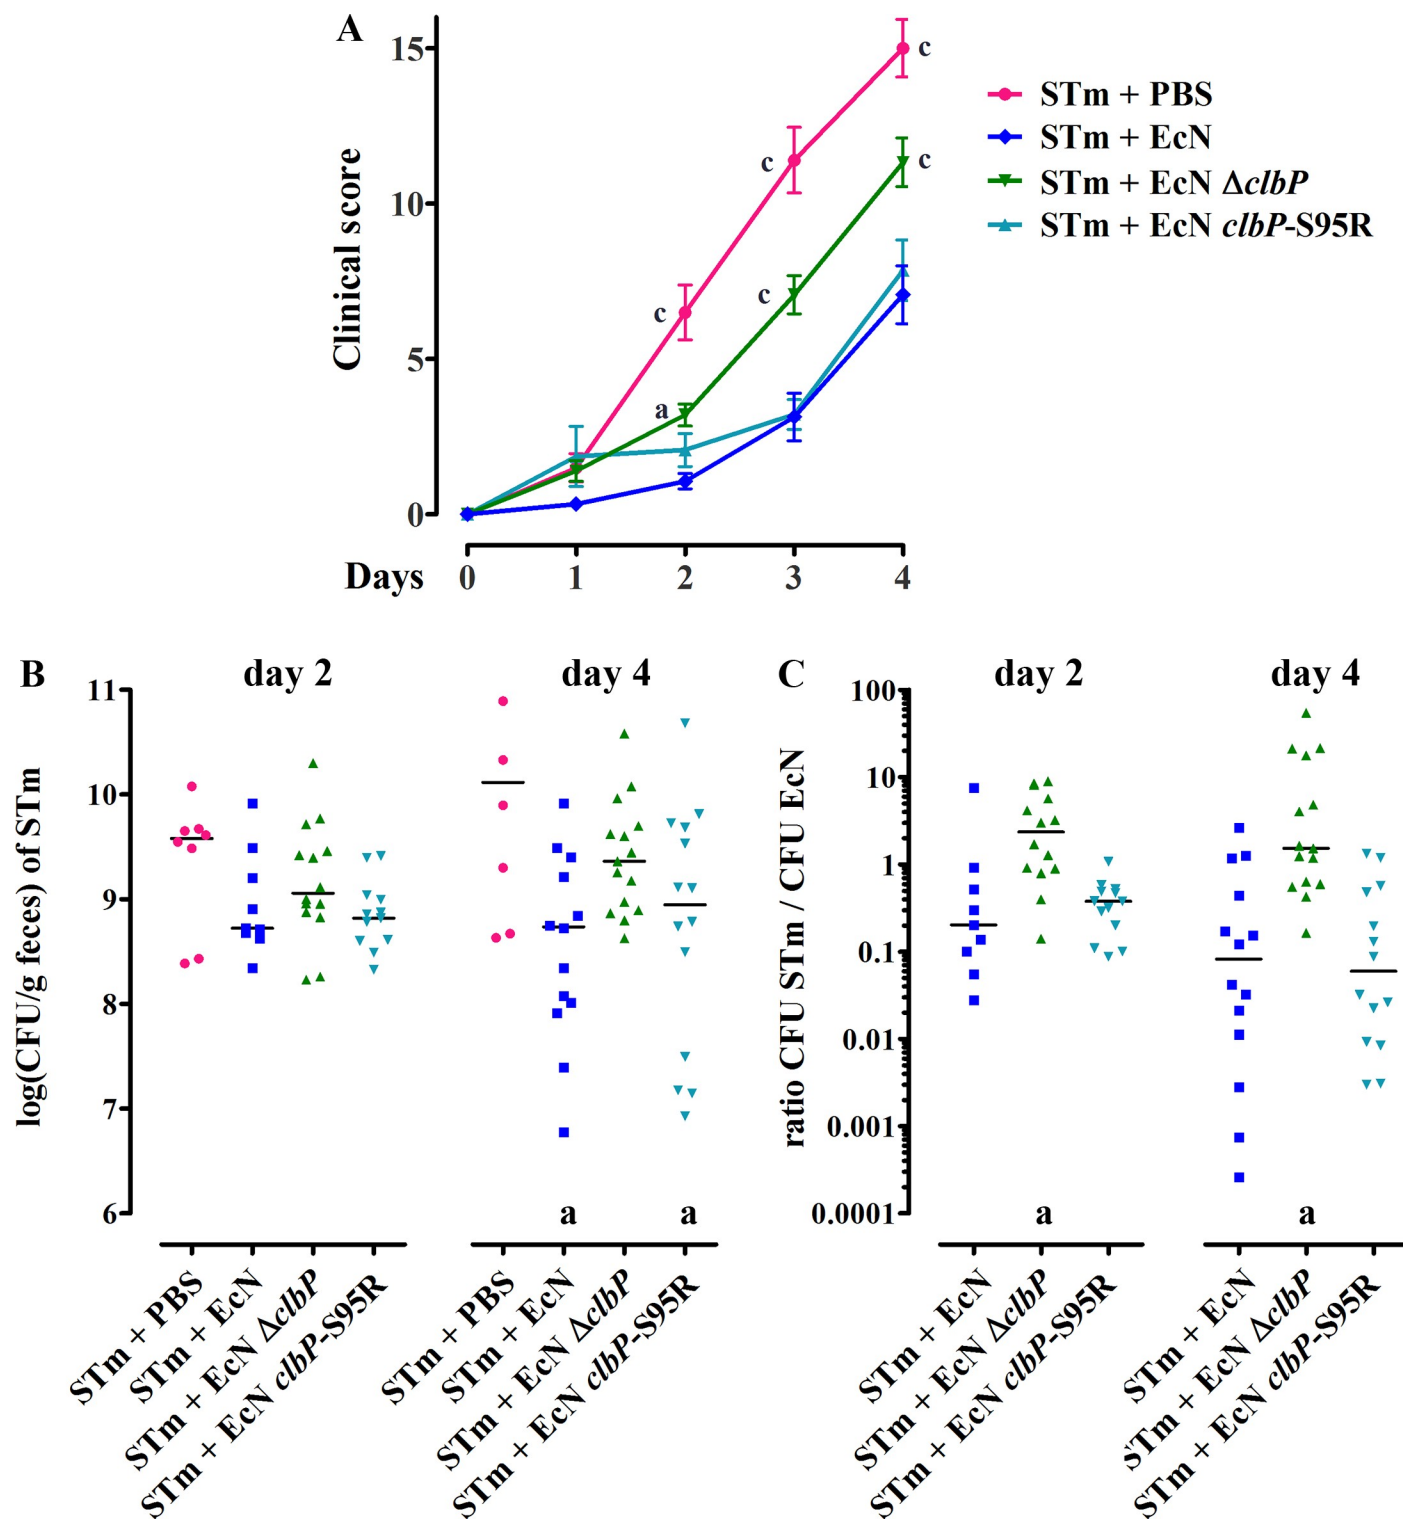 A
Clinical score
15
10
5
0
c
c
c
c
c
a
Days 0 1 2 3 4
STm + PBS
STm + EcN
STm + EcN ΔclbP
STm + EcN clbP-S95R
B
day 2
day 4
log(CFU/g feces) of STm
11
10
9
8
7
6
a
a
STm + PBS
STm + EcN
STm + EcN ΔclbP
STm + EcN clbP-S95R
STm + PBS
STm + EcN
STm + EcN ΔclbP
STm + EcN clbP-S95R
C
day 2
day 4
ratio CFU STm / CFU EcN
100
10
1
0.1
0.01
0.001
0.0001
a
a
STm + EcN
STm + EcN ΔclbP
STm + EcN clbP-S95R
STm + EcN
STm + EcN ΔclbP
STm + EcN clbP-S95R